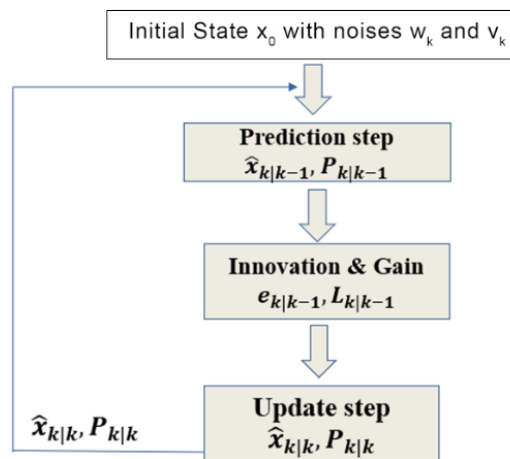 Initial State x₀ with noises wₖ and vₖ
Prediction step
x̂ₖ|ₖ₋₁, Pₖ|ₖ₋₁
Innovation & Gain
eₖ|ₖ₋₁, Lₖ|ₖ₋₁
Update step
x̂ₖ|ₖ, Pₖ|ₖ
x̂ₖ|ₖ, Pₖ|ₖ